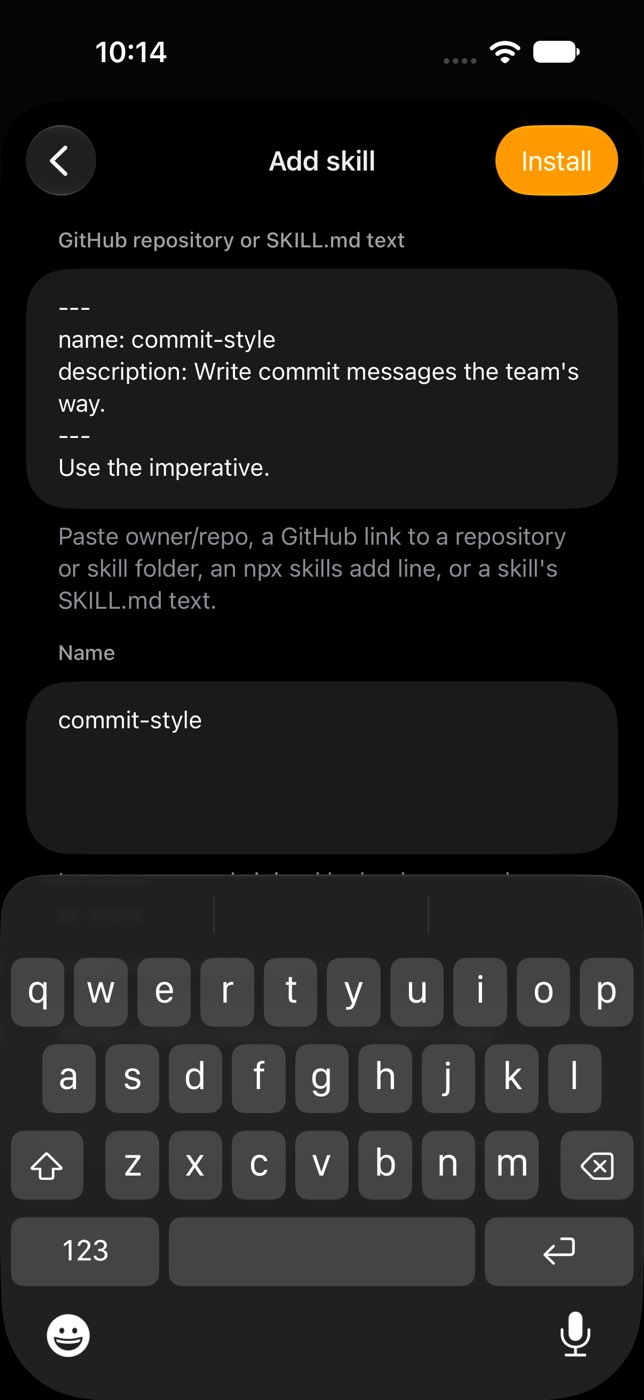 10:14
Add skill
Install
GitHub repository or SKILL.md text
---
name: commit-style
description: Write commit messages the team's
way.
---
Use the imperative.
Paste owner/repo, a GitHub link to a repository
or skill folder, an npx skills add line, or a skill's
SKILL.md text.
Name
commit-style
q w e r t y u i o p
a s d f g h j k l
z x c v b n m
123